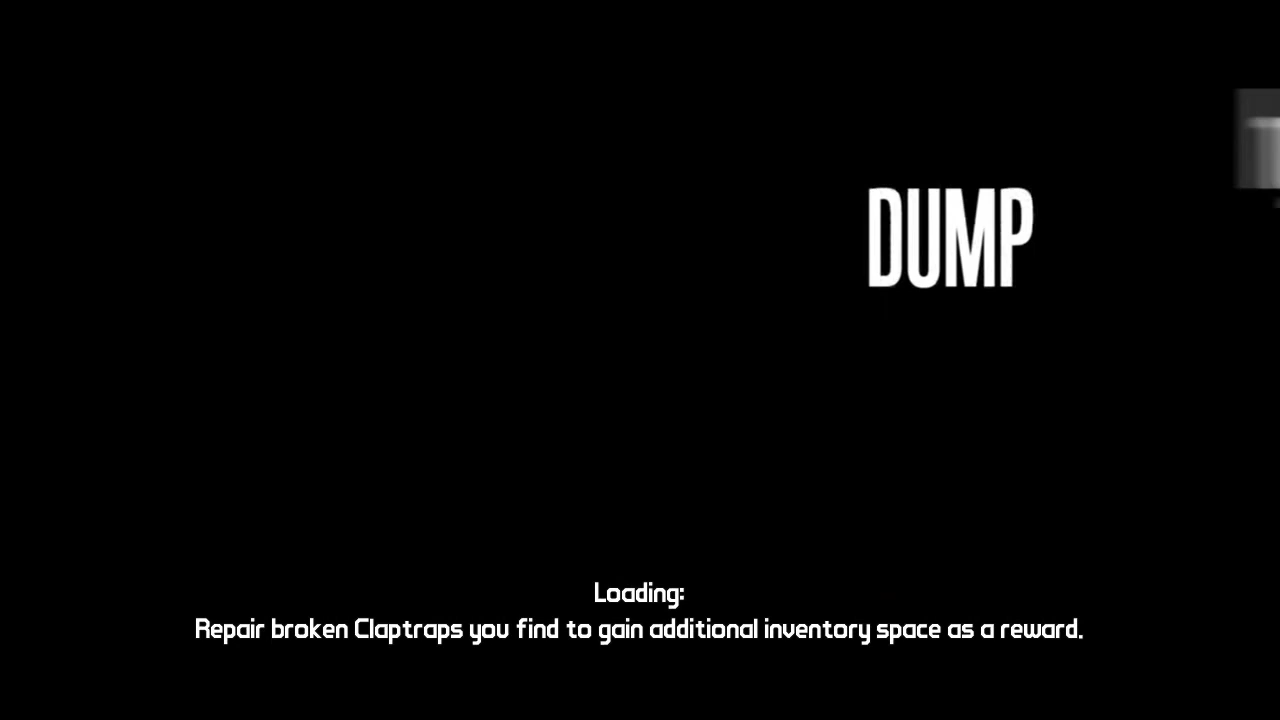 DUMP
Loading:
Repair broken Claptraps you find to gain additional inventory space as a reward.